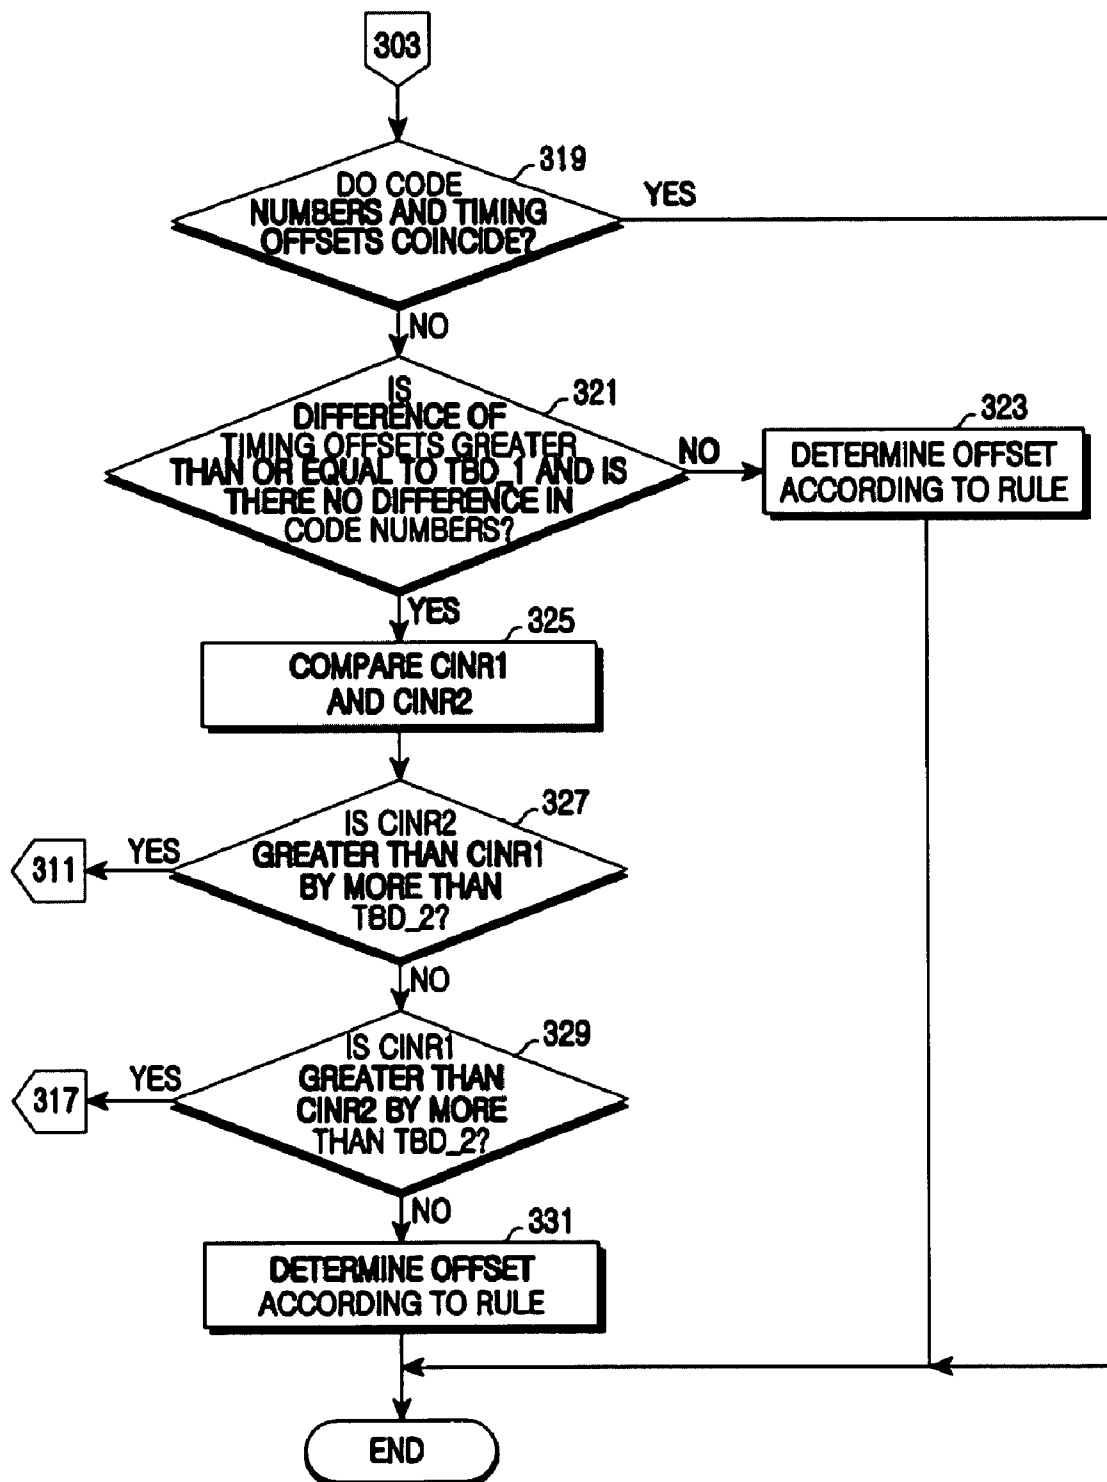 303
319
DO CODE
NUMBERS AND TIMING
OFFSETS COINCIDE?
YES
NO
321
IS
DIFFERENCE OF
TIMING OFFSETS GREATER
THAN OR EQUAL TO TBD_1 AND IS
THERE NO DIFFERENCE IN
CODE NUMBERS?
NO
323
DETERMINE OFFSET
ACCORDING TO RULE
YES
325
COMPARE CINR1
AND CINR2
327
IS CINR2
GREATER THAN CINR1
BY MORE THAN
TBD_2?
YES
311
NO
329
IS CINR1
GREATER THAN
CINR2 BY MORE
THAN TBD_2?
YES
317
NO
331
DETERMINE OFFSET
ACCORDING TO RULE
END